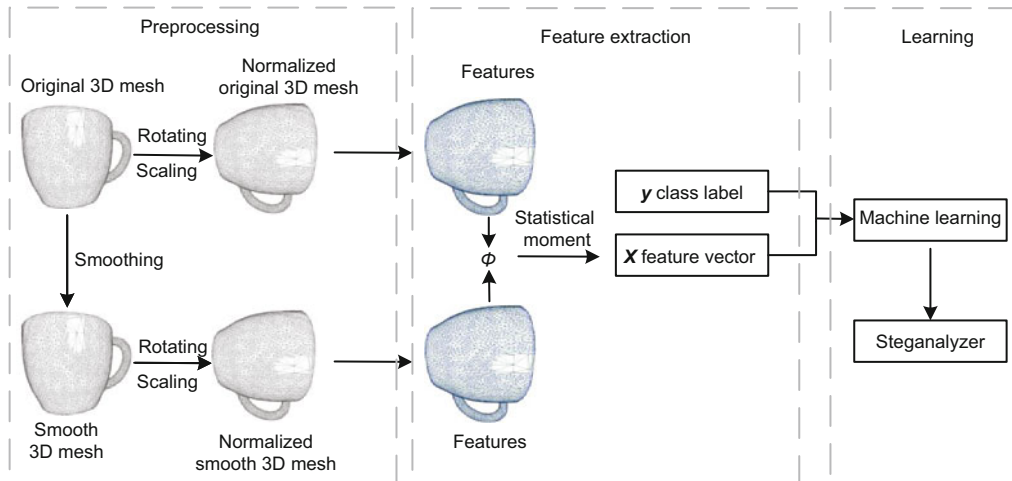 Preprocessing
Original 3D mesh
Normalized
original 3D mesh
Rotating
Scaling
Smoothing
Rotating
Scaling
Smooth
3D mesh
Normalized
smooth 3D mesh
Feature extraction
Features
Φ
Features
Statistical
moment
y class label
X feature vector
Learning
Machine learning
Steganalyzer